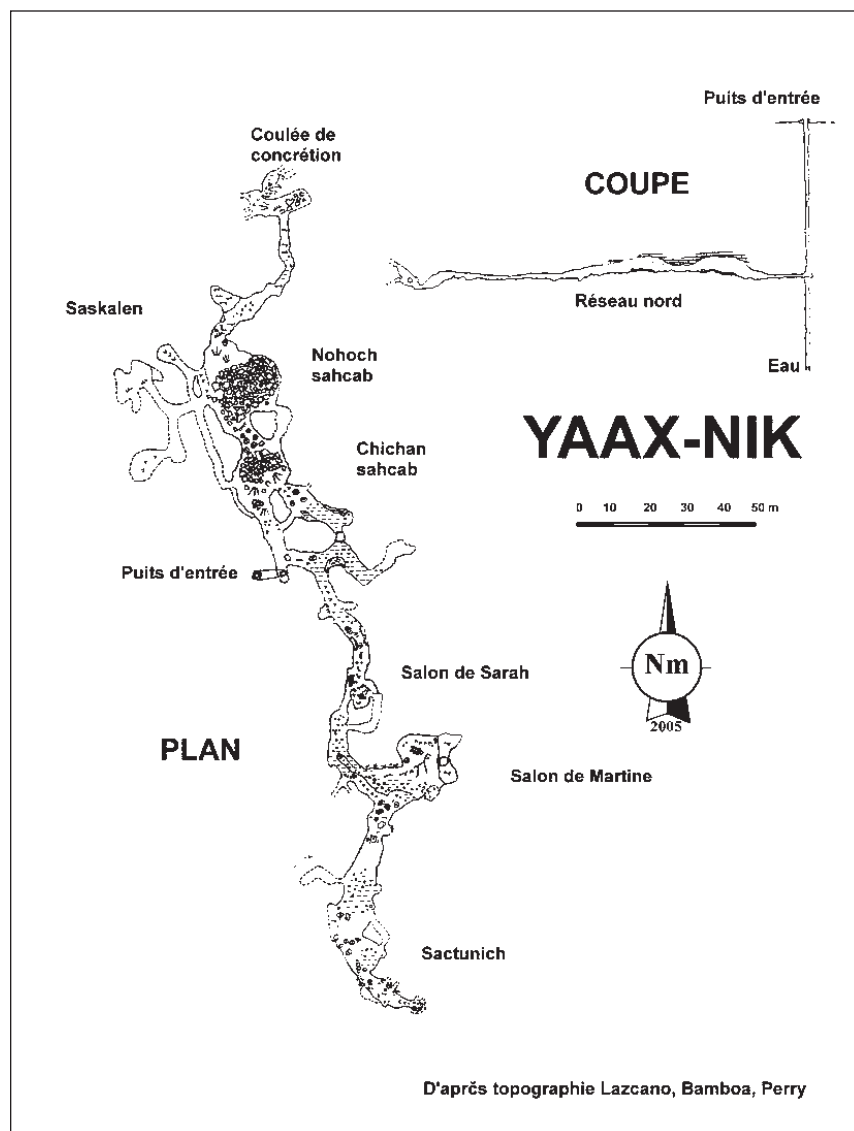 Puits d'entrée
Coulée de
concrétion
COUPE
Saskalen
Réseau nord
Nohoch
sahcab
Eau
YAAX-NIK
Chichan
sahcab
0 10 20 30 40 50 m
Puits d'entrée
Nm
2005
Salon de Sarah
PLAN
Salon de Martine
Sactunich
D'aprčs topographie Lazcano, Bamboa, Perry